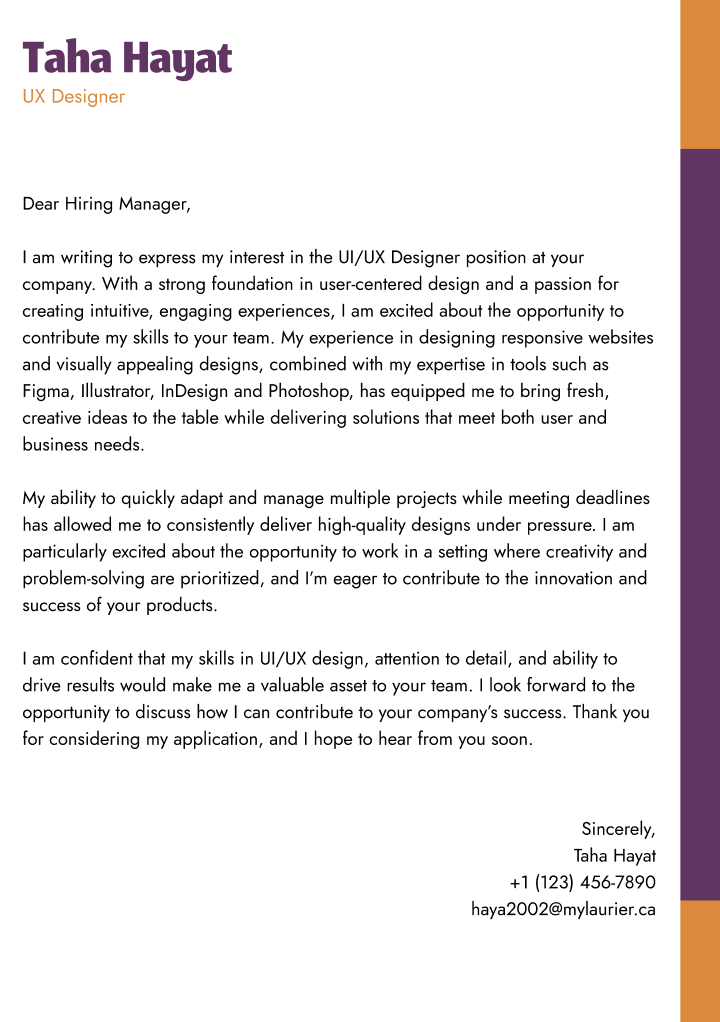 Taha Hayat
UX Designer
Dear Hiring Manager,
I am writing to express my interest in the UI/UX Designer position at your
company. With a strong foundation in user-centered design and a passion for
creating intuitive, engaging experiences, I am excited about the opportunity to
contribute my skills to your team. My experience in designing responsive websites
and visually appealing designs, combined with my expertise in tools such as
Figma, Illustrator, InDesign and Photoshop, has equipped me to bring fresh,
creative ideas to the table while delivering solutions that meet both user and
business needs.
My ability to quickly adapt and manage multiple projects while meeting deadlines
has allowed me to consistently deliver high-quality designs under pressure. I am
particularly excited about the opportunity to work in a setting where creativity and
problem-solving are prioritized, and I’m eager to contribute to the innovation and
success of your products.
I am confident that my skills in UI/UX design, attention to detail, and ability to
drive results would make me a valuable asset to your team. I look forward to the
opportunity to discuss how I can contribute to your company’s success. Thank you
for considering my application, and I hope to hear from you soon.
Sincerely,
Taha Hayat
+1 (123) 456-7890
haya2002@mylaurier.ca